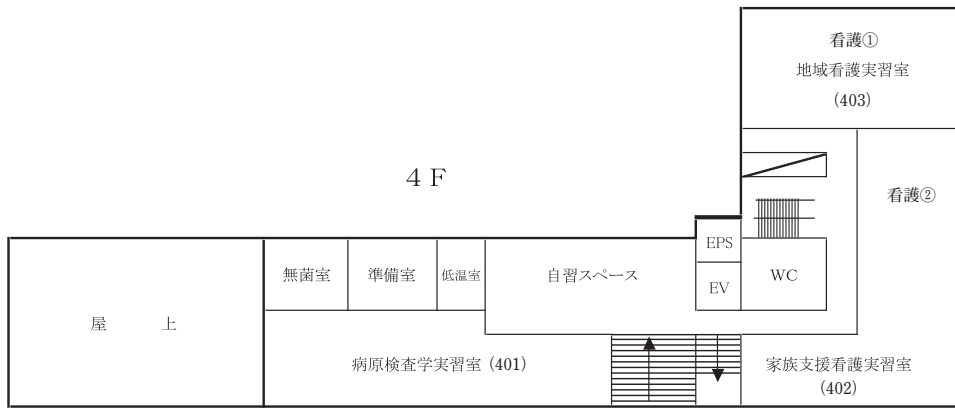 看護①
地域看護実習室
(403)
4F
看護②
EPS
無菌室
準備室
低温室
自習スペース
EV
WC
屋 上
病原検査学実習室 (401)
家族支援看護実習室
(402)